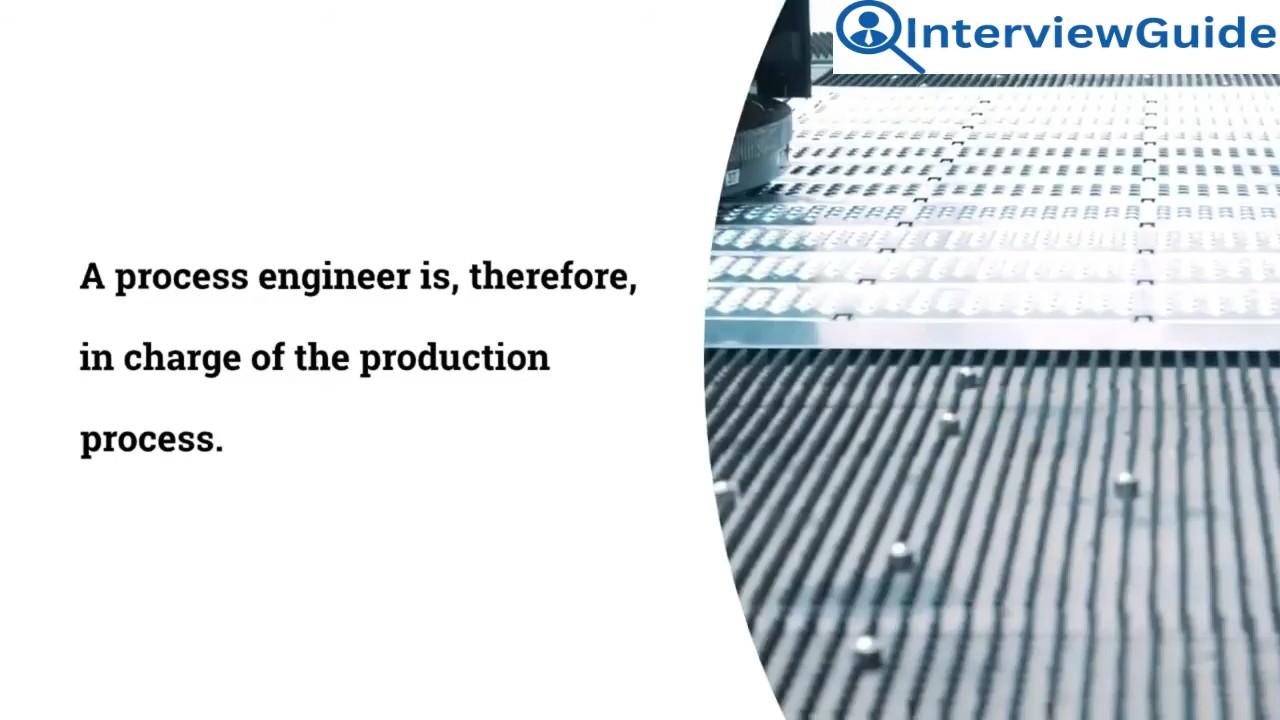 InterviewGuide
A process engineer is, therefore,
in charge of the production
process.